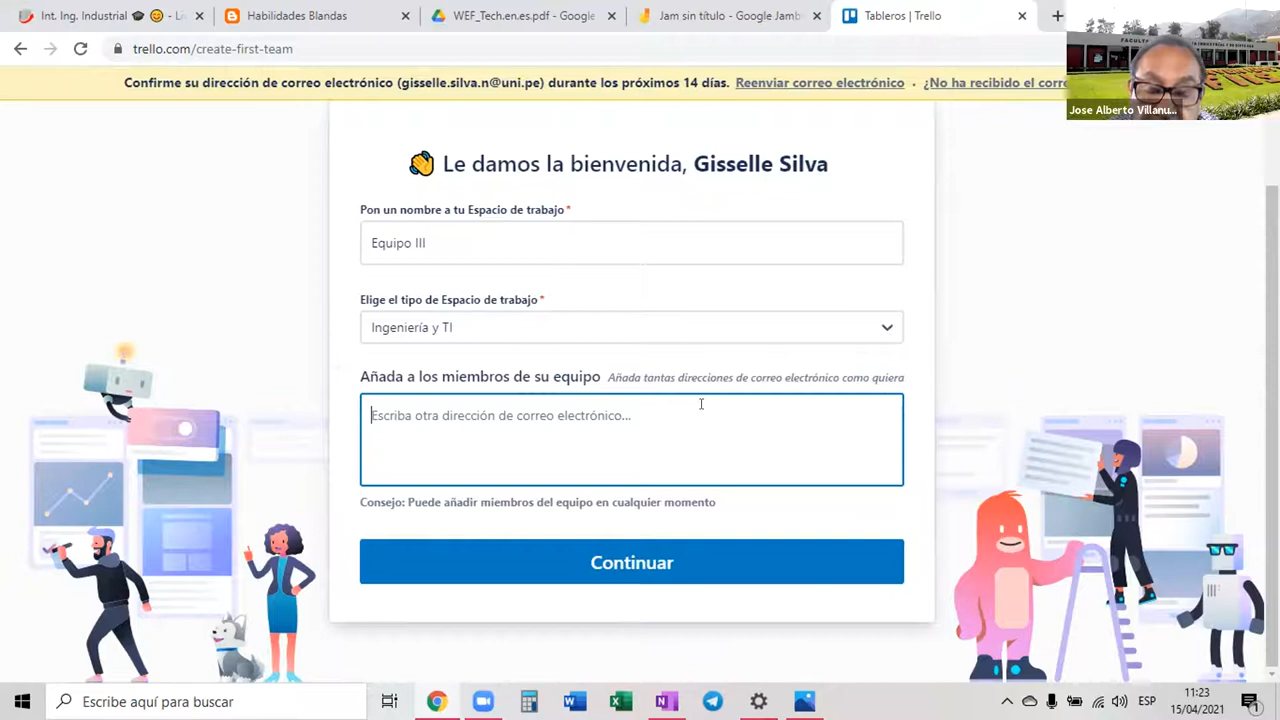 Int. Ing. Industrial 🎓 😊 - L
Habilidades Blandas
WEF_Tech.en.es.pdf - Google
Jam sin título - Google Jamb
Tableros | Trello
trello.com/create-first-team
Confirme su dirección de correo electrónico (gisselle.silva.n@uni.pe) durante los próximos 14 días. Reenviar correo electrónico · ¿No ha recibido el corre
Jose Alberto Villanu...
👋 Le damos la bienvenida, Gisselle Silva
Pon un nombre a tu Espacio de trabajo*
Equipo III
Elige el tipo de Espacio de trabajo*
Ingeniería y TI
Añada a los miembros de su equipo Añada tantas direcciones de correo electrónico como quiera
Escriba otra dirección de correo electrónico...
Consejo: Puede añadir miembros del equipo en cualquier momento
Continuar
Escribe aquí para buscar
ESP
11:23
15/04/2021